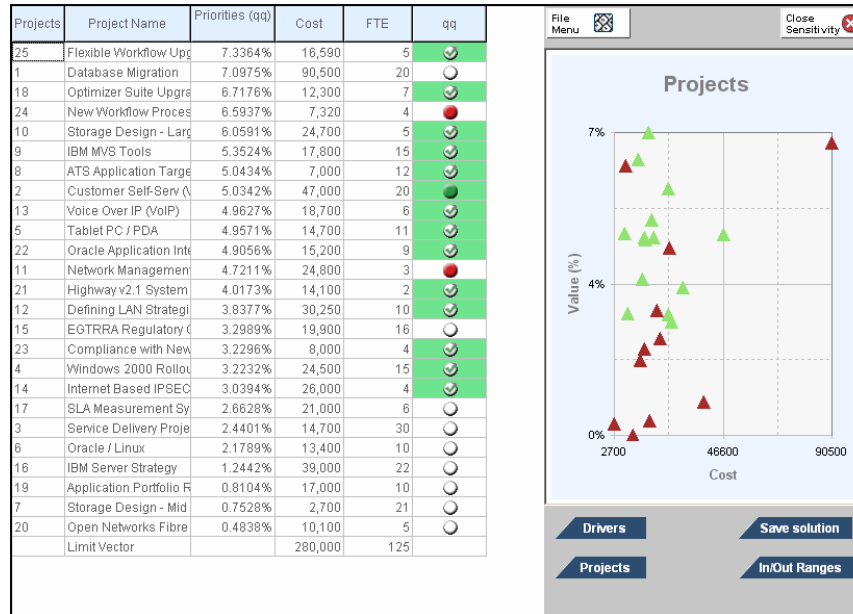 Projects Project Name Priorities (qq) Cost FTE qq
25 Flexible Workflow Upg 7.3364% 16,590 5
1 Database Migration 7.0975% 90,500 20
18 Optimizer Suite Upgra 6.7176% 12,300 7
24 New Workflow Proces 6.5937% 7,320 4
10 Storage Design - Larg 6.0591% 24,700 5
9 IBM MVS Tools 5.3524% 17,800 15
8 ATS Application Targe 5.0434% 7,000 12
2 Customer Self-Serv (V 5.0342% 47,000 20
13 Voice Over IP (VoIP) 4.9627% 18,700 6
5 Tablet PC / PDA 4.9571% 14,700 11
22 Oracle Application Inte 4.9056% 15,200 9
11 Network Management 4.7211% 24,800 3
21 Highway v2.1 System 4.0173% 14,100 2
12 Defining LAN Strategi 3.8377% 30,250 10
15 EGTRRA Regulatory C 3.2989% 19,900 16
23 Compliance with New 3.2296% 8,000 4
4 Windows 2000 Rollou 3.2232% 24,500 15
14 Internet Based IPSEC 3.0394% 26,000 4
17 SLA Measurement Sy 2.6628% 21,000 6
3 Service Delivery Proje 2.4401% 14,700 30
6 Oracle / Linux 2.1789% 13,400 10
16 IBM Server Strategy 1.2442% 39,000 22
19 Application Portfolio R 0.8104% 17,000 10
7 Storage Design - Mid 0.7528% 2,700 21
20 Open Networks Fibre 0.4838% 10,100 5
Limit Vector 280,000 125
File Menu
Close Sensitivity
Projects
7%
4%
0%
Value (%)
2700 46600 90500
Cost
Drivers Save solution
Projects In/Out Ranges